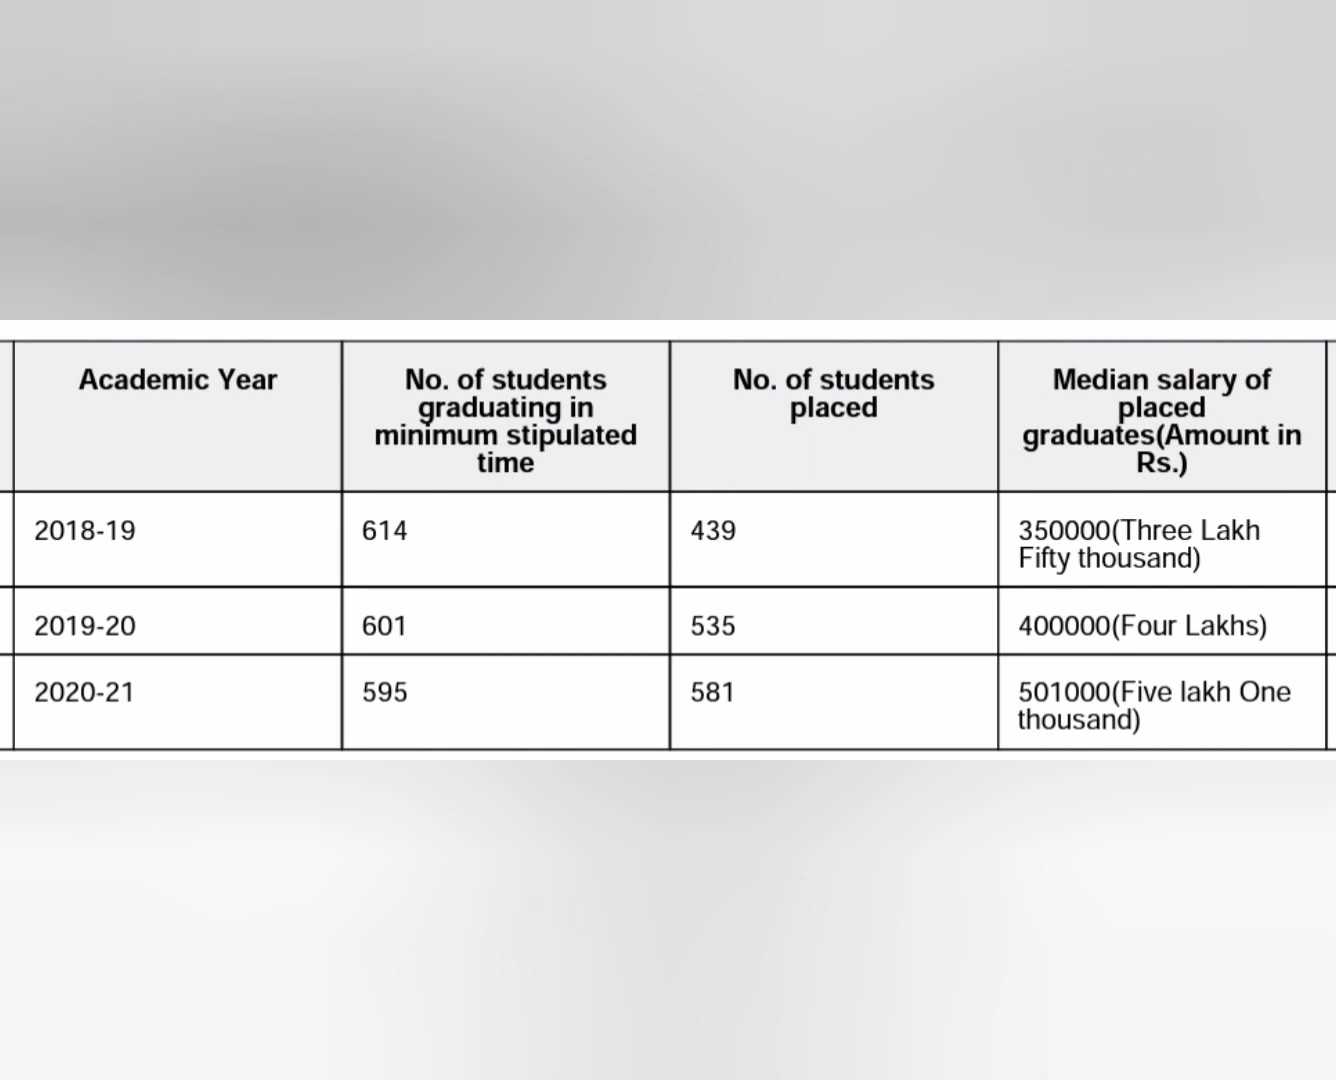 Academic Year
No. of students
graduating in
minimum stipulated
time
No. of students
placed
Median salary of
placed
graduates(Amount in
Rs.)
2018-19
614
439
350000(Three Lakh
Fifty thousand)
2019-20
601
535
400000(Four Lakhs)
2020-21
595
581
501000(Five lakh One
thousand)